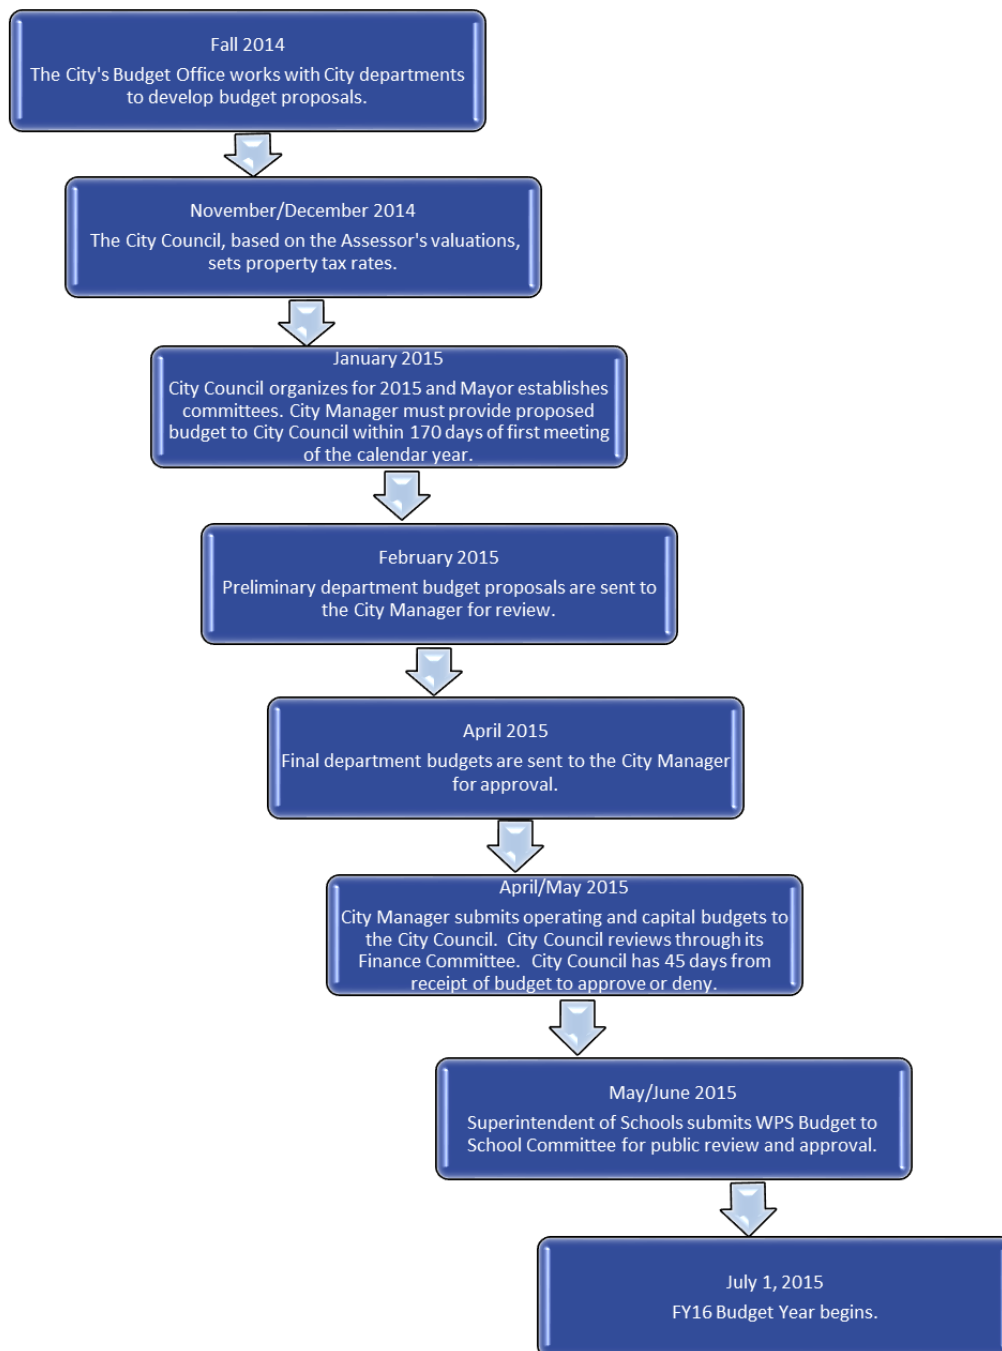 Fall 2014
The City's Budget Office works with City departments
to develop budget proposals.
November/December 2014
The City Council, based on the Assessor's valuations,
sets property tax rates.
January 2015
City Council organizes for 2015 and Mayor establishes
committees. City Manager must provide proposed
budget to City Council within 170 days of first meeting
of the calendar year.
February 2015
Preliminary department budget proposals are sent to
the City Manager for review.
April 2015
Final department budgets are sent to the City Manager
for approval.
April/May 2015
City Manager submits operating and capital budgets to
the City Council.  City Council reviews through its
Finance Committee.  City Council has 45 days from
receipt of budget to approve or deny.
May/June 2015
Superintendent of Schools submits WPS Budget to
School Committee for public review and approval.
July 1, 2015
FY16 Budget Year begins.